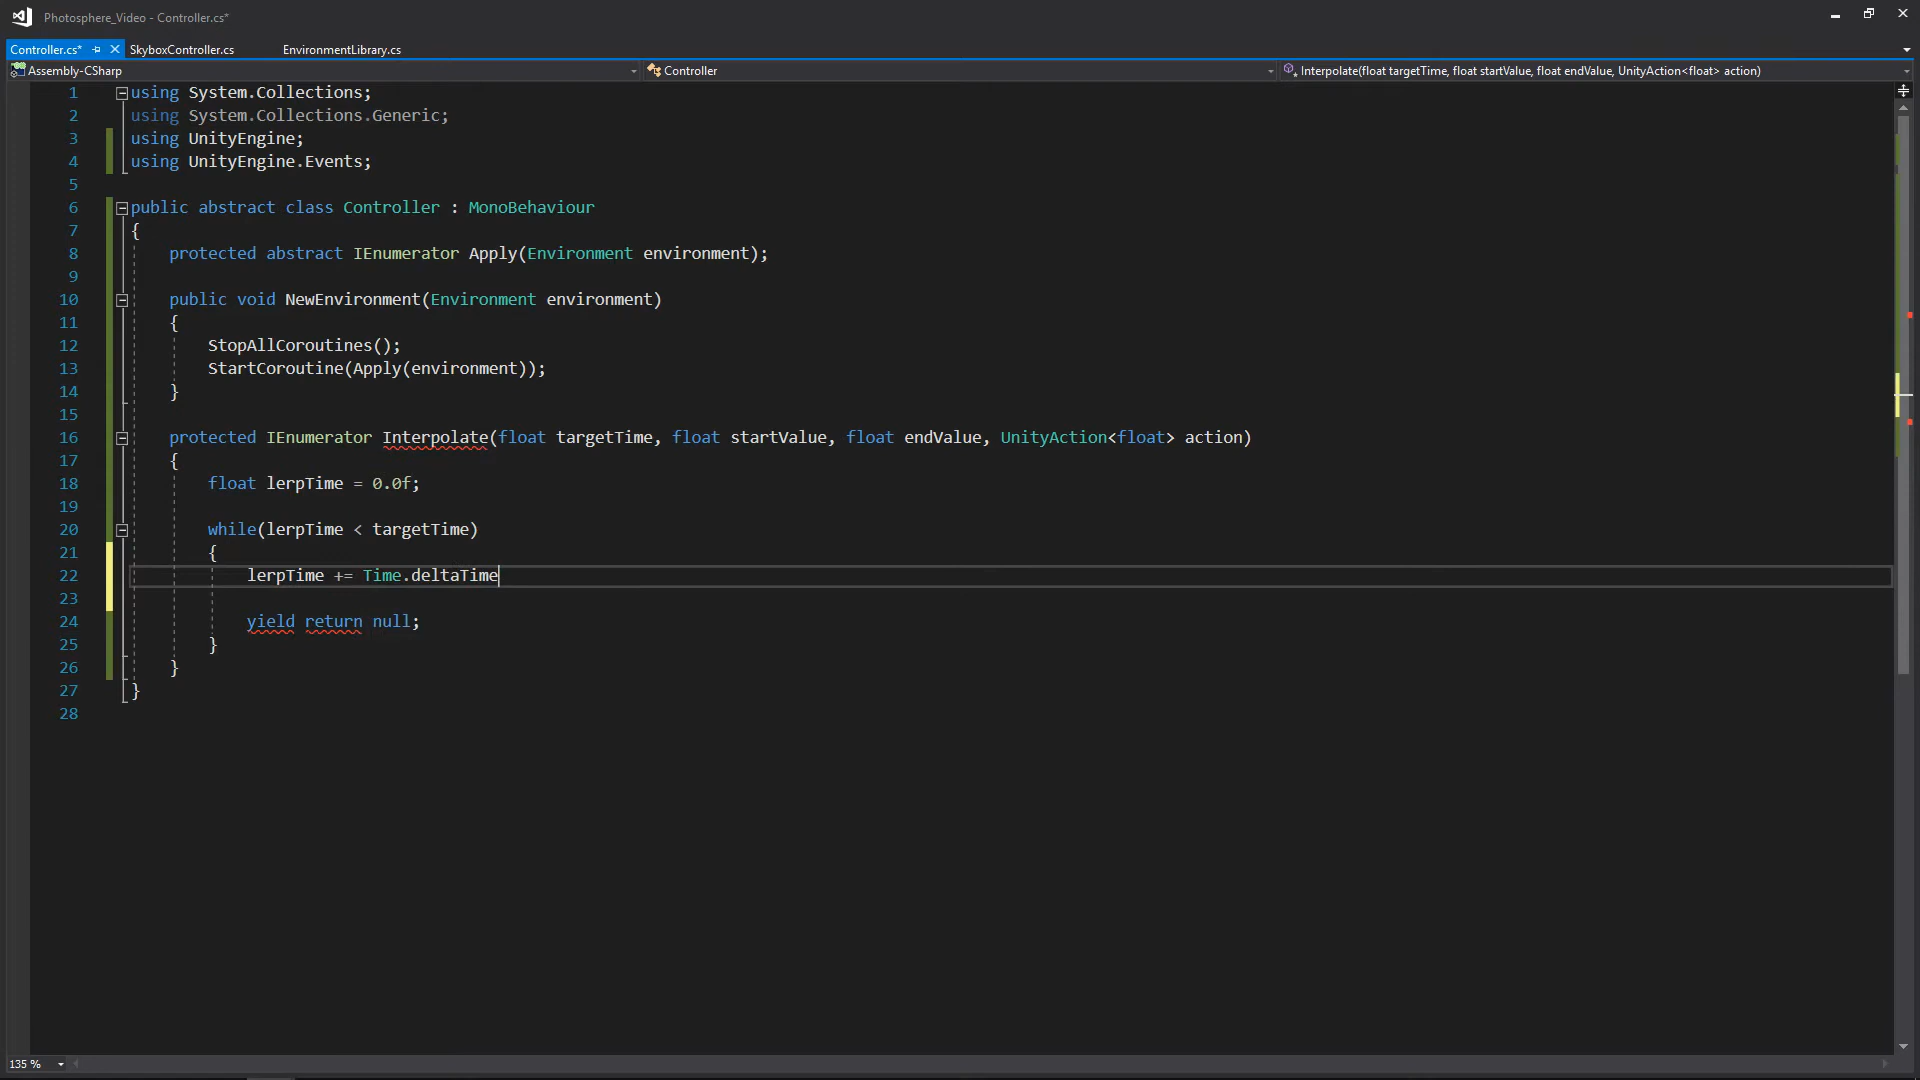 Photosphere_Video - Controller.cs*
Controller.cs* SkyboxController.cs EnvironmentLibrary.cs
Assembly-CSharp Controller Interpolate(float targetTime, float startValue, float endValue, UnityAction<float> action)
1 using System.Collections;
2 using System.Collections.Generic;
3 using UnityEngine;
4 using UnityEngine.Events;
5
6 public abstract class Controller : MonoBehaviour
7 {
8 protected abstract IEnumerator Apply(Environment environment);
9
10 public void NewEnvironment(Environment environment)
11 {
12 StopAllCoroutines();
13 StartCoroutine(Apply(environment));
14 }
15
16 protected IEnumerator Interpolate(float targetTime, float startValue, float endValue, UnityAction<float> action)
17 {
18 float lerpTime = 0.0f;
19
20 while(lerpTime < targetTime)
21 {
22 lerpTime += Time.deltaTime
23
24 yield return null;
25 }
26 }
27 }
28
135 %